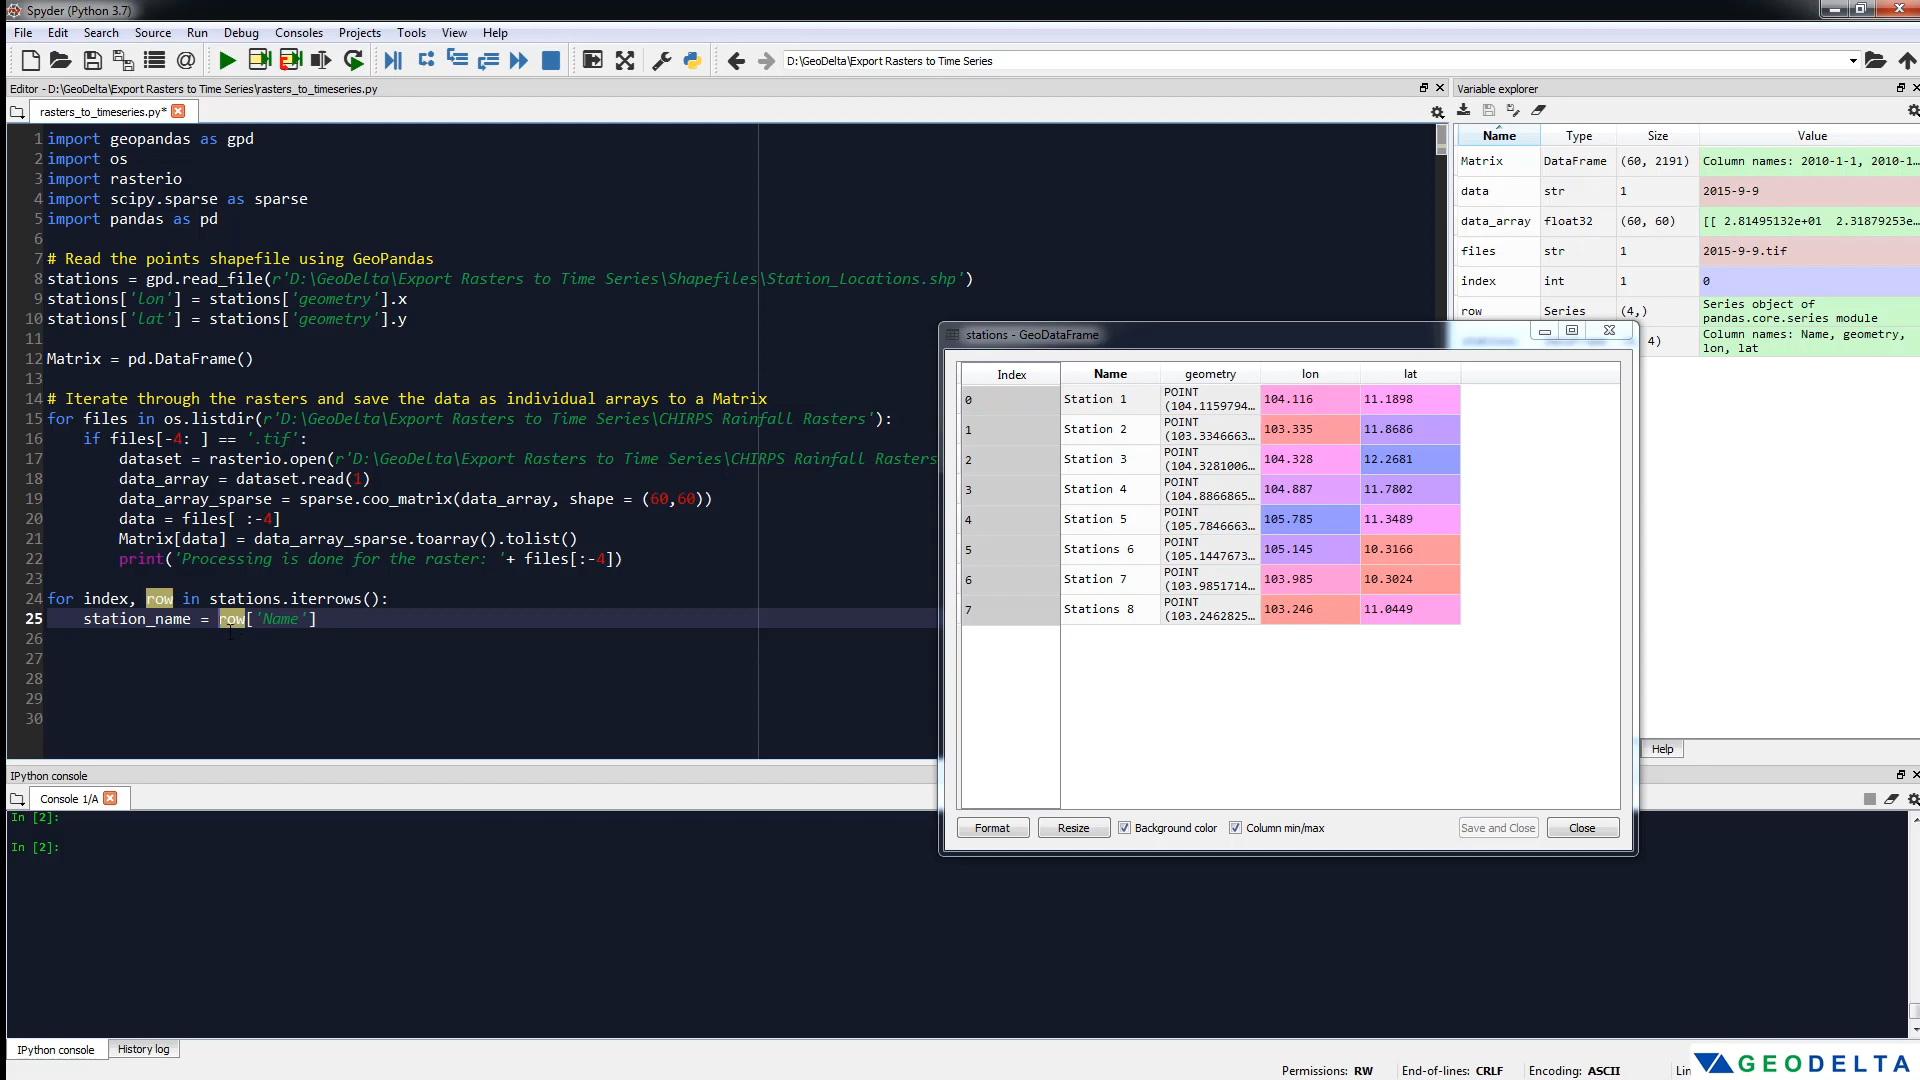 Spyder (Python 3.7)
File Edit Search Source Run Debug Consoles Projects Tools View Help
D:\GeoDelta\Export Rasters to Time Series
Editor - D:\GeoDelta\Export Rasters to Time Series\rasters_to_timeseries.py
rasters_to_timeseries.py*
1 import geopandas as gpd
2 import os
3 import rasterio
4 import scipy.sparse as sparse
5 import pandas as pd
6
7 # Read the points shapefile using GeoPandas
8 stations = gpd.read_file(r'D:\GeoDelta\Export Rasters to Time Series\Shapefiles\Station_Locations.shp')
9 stations['lon'] = stations['geometry'].x
10 stations['lat'] = stations['geometry'].y
11
12 Matrix = pd.DataFrame()
13
14 # Iterate through the rasters and save the data as individual arrays to a Matrix
15 for files in os.listdir(r'D:\GeoDelta\Export Rasters to Time Series\CHIRPS Rainfall Rasters'):
16 if files[-4: ] == '.tif':
17 dataset = rasterio.open(r'D:\GeoDelta\Export Rasters to Time Series\CHIRPS Rainfall Rasters
18 data_array = dataset.read(1)
19 data_array_sparse = sparse.coo_matrix(data_array, shape = (60,60))
20 data = files[ :-4]
21 Matrix[data] = data_array_sparse.toarray().tolist()
22 print('Processing is done for the raster: '+ files[:-4])
23
24 for index, row in stations.iterrows():
25 station_name = row['Name']
26
27
28
29
30
Variable explorer
Name Type Size Value
Matrix DataFrame (60, 2191) Column names: 2010-1-1, 2010-1...
data str 1 2015-9-9
data_array float32 (60, 60) [[ 2.81495132e+01 2.31879253e...
files str 1 2015-9-9.tif
index int 1 0
row Series (4,) Series object of
pandas.core.series module
4) Column names: Name, geometry,
lon, lat
Help
stations - GeoDataFrame
Index Name geometry lon lat
0 Station 1 POINT
(104.1159794... 104.116 11.1898
1 Station 2 POINT
(103.3346663... 103.335 11.8686
2 Station 3 POINT
(104.3281006... 104.328 12.2681
3 Station 4 POINT
(104.8866865... 104.887 11.7802
4 Station 5 POINT
(105.7846663... 105.785 11.3489
5 Stations 6 POINT
(105.1447673... 105.145 10.3166
6 Station 7 POINT
(103.9851714... 103.985 10.3024
7 Stations 8 POINT
(103.2462825... 103.246 11.0449
Format Resize Background color Column min/max Save and Close Close
IPython console
Console 1/A
In [2]:
In [2]:
IPython console History log
Permissions: RW End-of-lines: CRLF Encoding: ASCII
GEODELTA